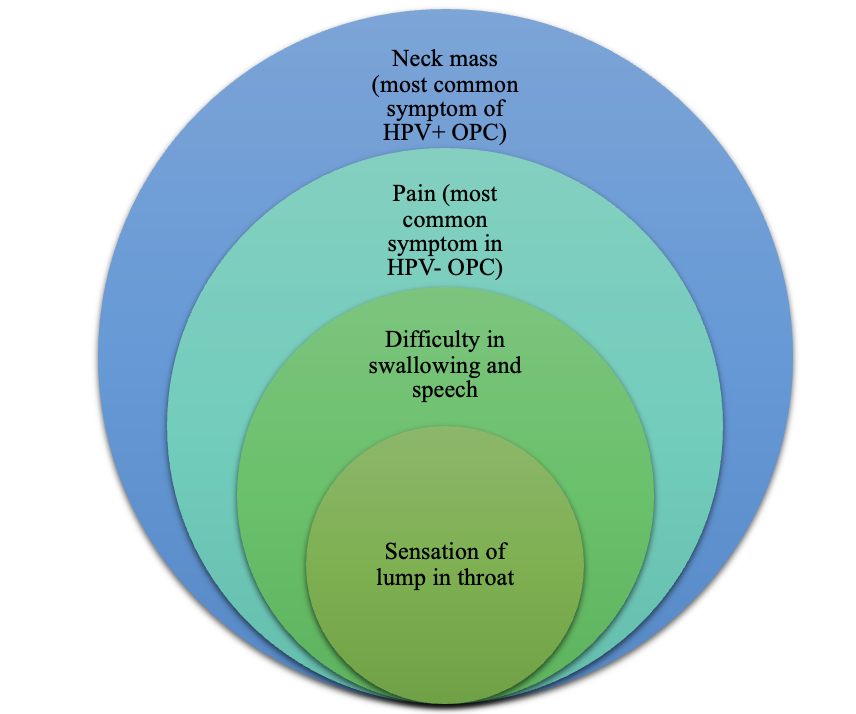 Neck mass
(most common
symptom of
HPV+ OPC)
Pain (most
common
symptom in
HPV- OPC)
Difficulty in
swallowing and
speech
Sensation of
lump in throat